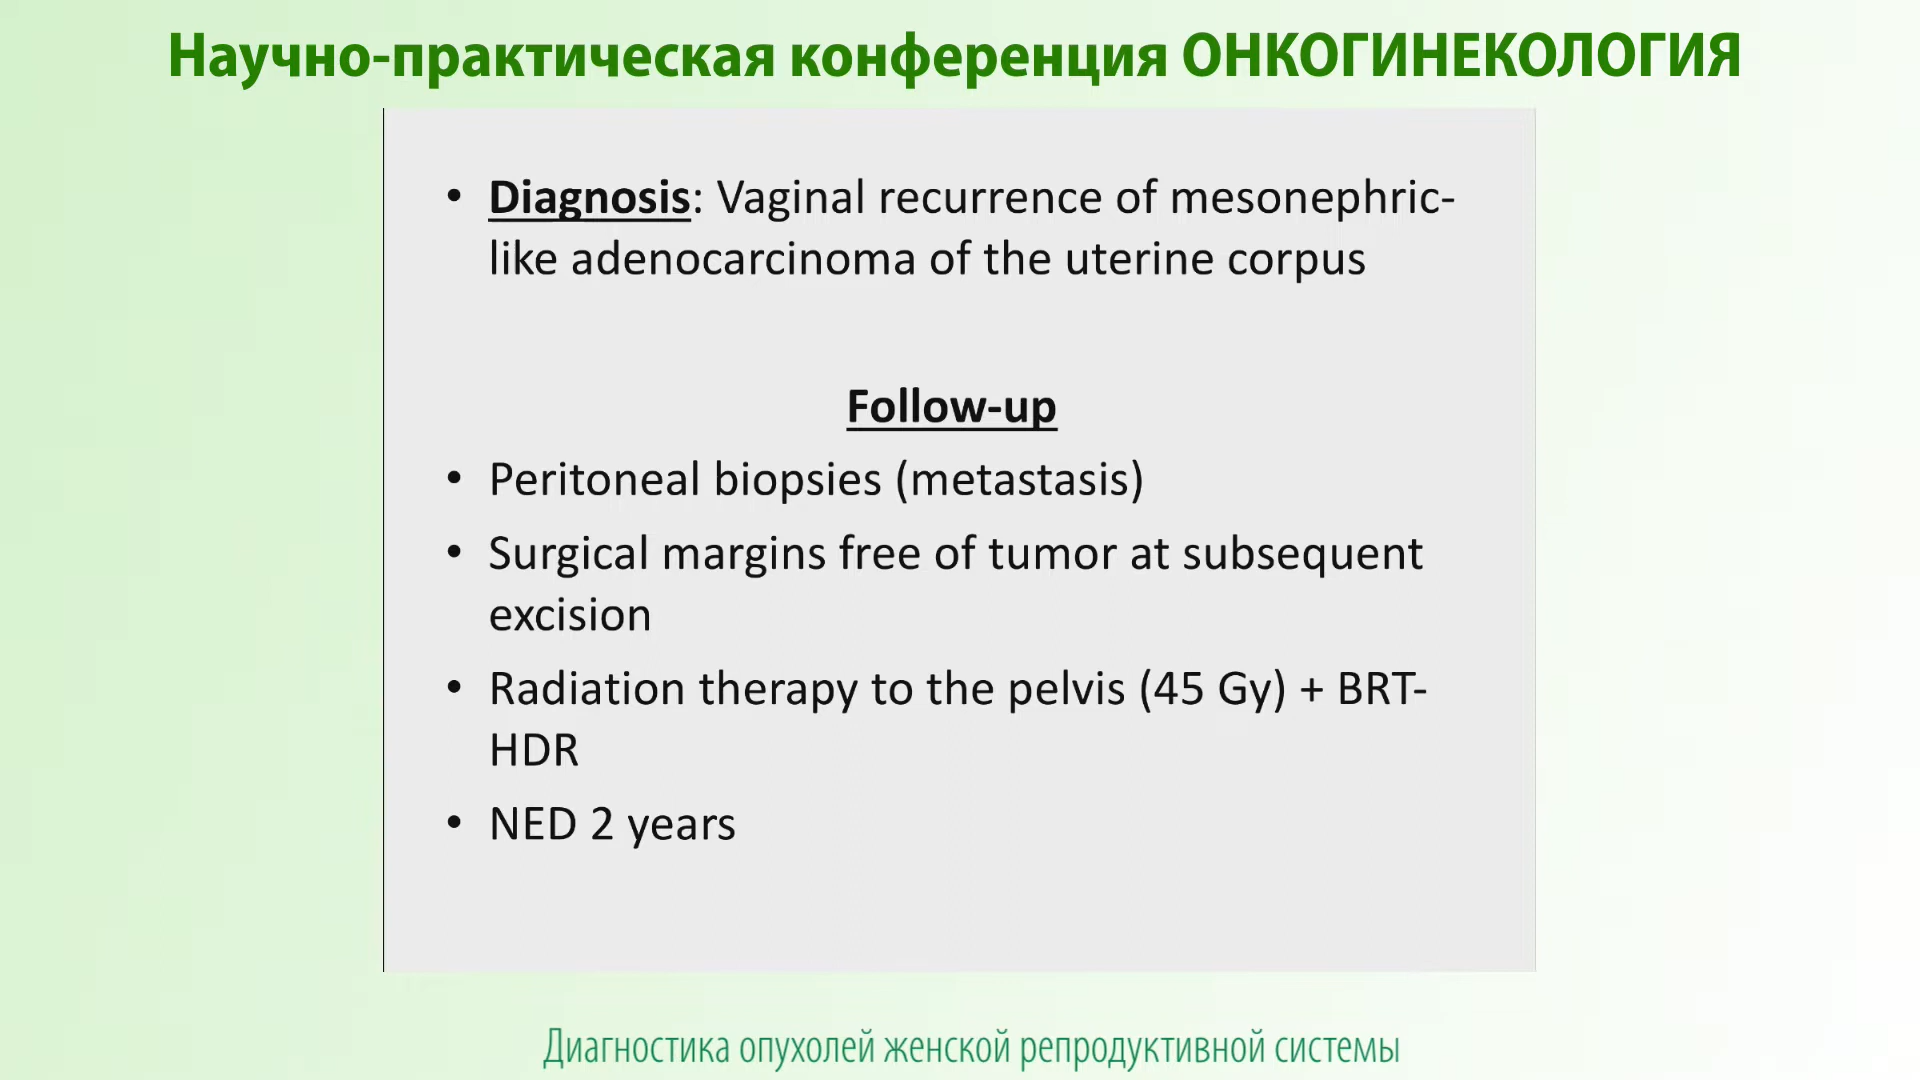 Научно-практическая конференция ОНКОГИНЕКОЛОГИЯ
• Diagnosis: Vaginal recurrence of mesonephric-
like adenocarcinoma of the uterine corpus
Follow-up
• Peritoneal biopsies (metastasis)
• Surgical margins free of tumor at subsequent
excision
• Radiation therapy to the pelvis (45 Gy) + BRT-
HDR
• NED 2 years
Диагностика опухолей женской репродуктивной системы